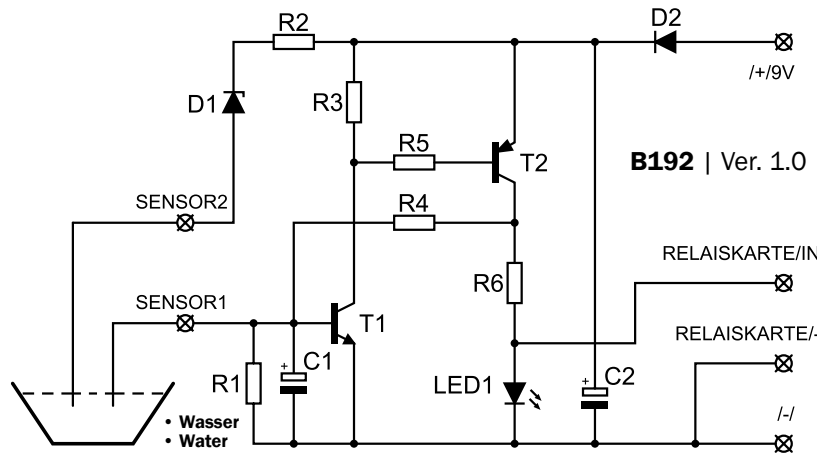 R2
D2
/+/9V
D1
R3
R5
T2
B192 | Ver. 1.0
SENSOR2
R4
RELAISKARTE/IN
R6
SENSOR1
T1
RELAISKARTE/-
+
C1
R1
LED1
+
C2
• Wasser
• Water
/-/